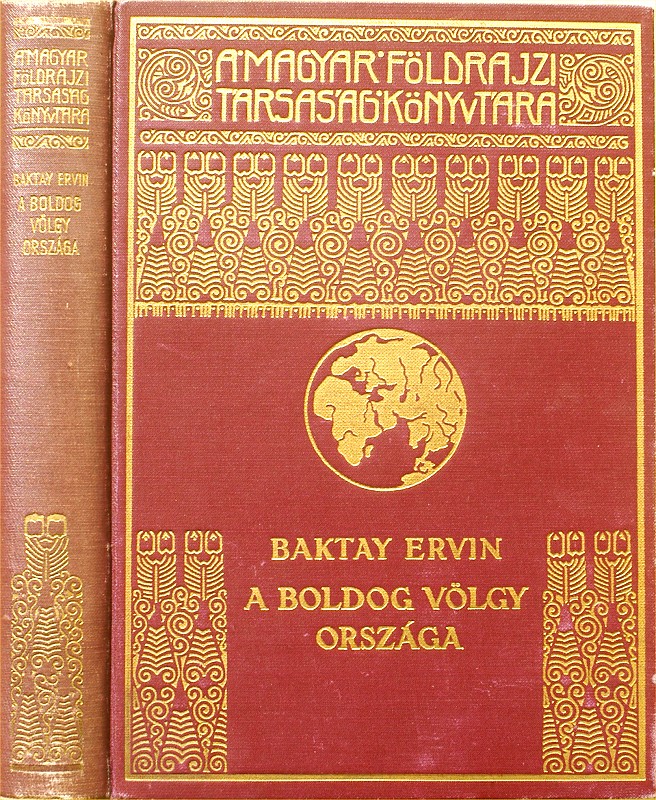 A MAGYAR
FÖLDRAJZI
TÁRSASÁG
KÖNYVTÁRA
BAKTAY ERVIN
A BOLDOG
VÖLGY
ORSZÁGA
A MAGYAR FÖLDRAJZI
TÁRSASÁG KÖNYVTÁRA
BAKTAY ERVIN
A BOLDOG VÖLGY
ORSZÁGA